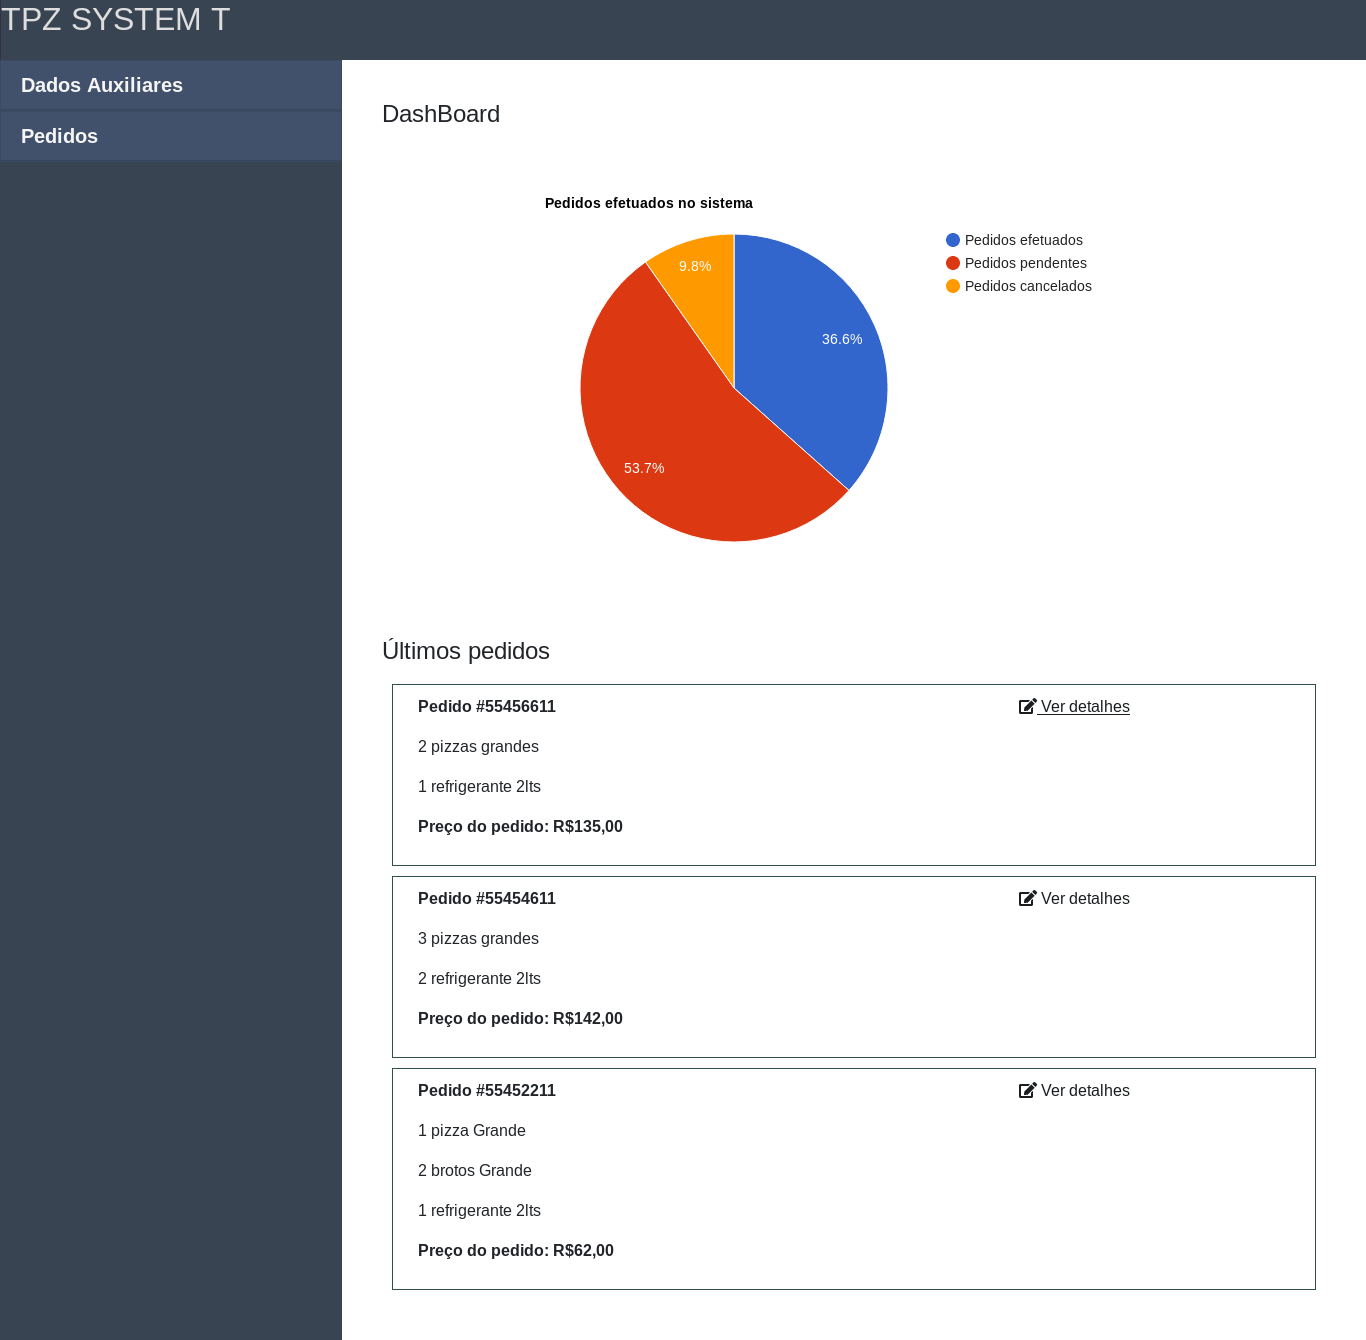 TPZ SYSTEM T
Dados Auxiliares
Pedidos
DashBoard
Pedidos efetuados no sistema
Pedidos efetuados
Pedidos pendentes
Pedidos cancelados
9.8%
36.6%
53.7%
Últimos pedidos
Pedido #55456611
Ver detalhes
2 pizzas grandes
1 refrigerante 2lts
Preço do pedido: R$135,00
Pedido #55454611
Ver detalhes
3 pizzas grandes
2 refrigerante 2lts
Preço do pedido: R$142,00
Pedido #55452211
Ver detalhes
1 pizza Grande
2 brotos Grande
1 refrigerante 2lts
Preço do pedido: R$62,00